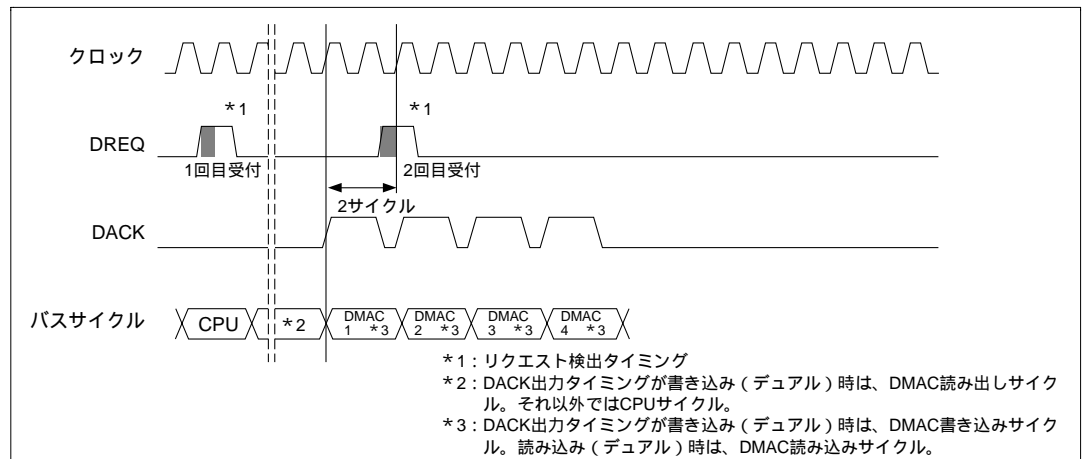 クロック
*1 *1
DREQ
1回目受付 2回目受付
2サイクル
DACK
バスサイクル CPU *2 DMAC 1 *3 DMAC 2 *3 DMAC 3 *3 DMAC 4 *3
*1：リクエスト検出タイミング
*2：DACK出力タイミングが書き込み（デュアル）時は、DMAC読み出しサイク
ル。それ以外ではCPUサイクル。
*3：DACK出力タイミングが書き込み（デュアル）時は、DMAC書き込みサイク
ル。読み込み（デュアル）時は、DMAC読み込みサイクル。